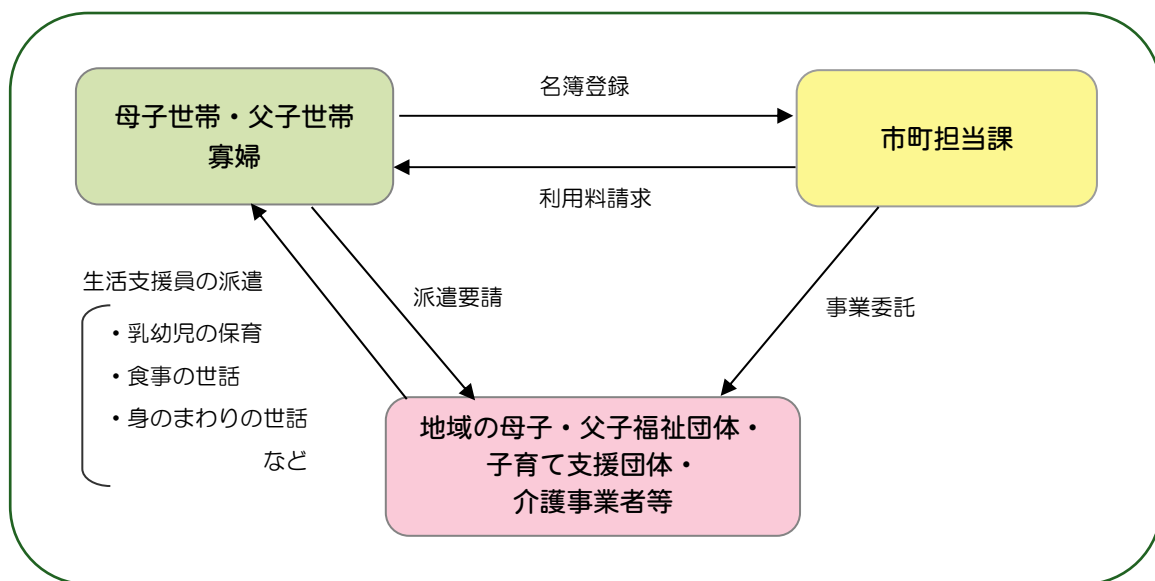 名簿登録
母子世帯・父子世帯
寡婦
市町担当課
利用料請求
生活支援員の派遣
・乳幼児の保育
・食事の世話
・身のまわりの世話
など
派遣要請
事業委託
地域の母子・父子福祉団体・
子育て支援団体・
介護事業者等